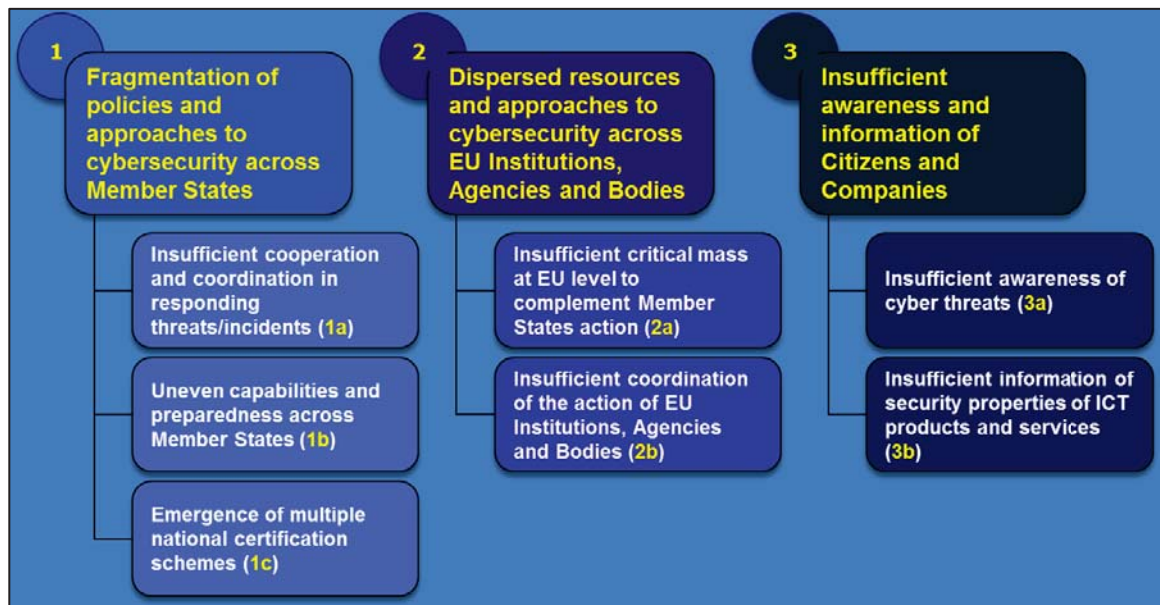 1
Fragmentation of
policies and
approaches to
cybersecurity across
Member States
Insufficient cooperation
and coordination in
responding
threats/incidents (1a)
Uneven capabilities and
preparedness across
Member States (1b)
Emergence of multiple
national certification
schemes (1c)
2
Dispersed resources
and approaches to
cybersecurity across
EU Institutions,
Agencies and Bodies
Insufficient critical mass
at EU level to
complement Member
States action (2a)
Insufficient coordination
of the action of EU
Institutions, Agencies
and Bodies (2b)
3
Insufficient
awareness and
information of
Citizens and
Companies
Insufficient awareness of
cyber threats (3a)
Insufficient information of
security properties of ICT
products and services
(3b)